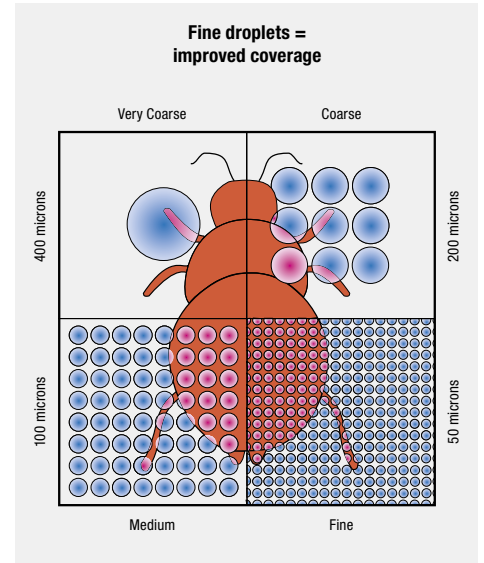 Fine droplets =
improved coverage
Very Coarse
Coarse
400 microns
200 microns
100 microns
50 microns
Medium
Fine